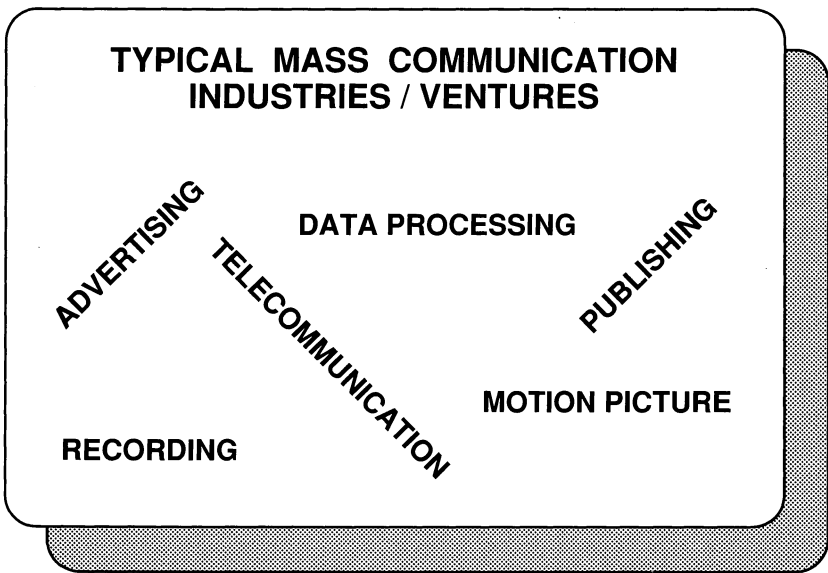 TYPICAL MASS COMMUNICATION
INDUSTRIES / VENTURES
ADVERTISING
DATA PROCESSING
PUBLISHING
TELECOMMUNICATION
MOTION PICTURE
RECORDING